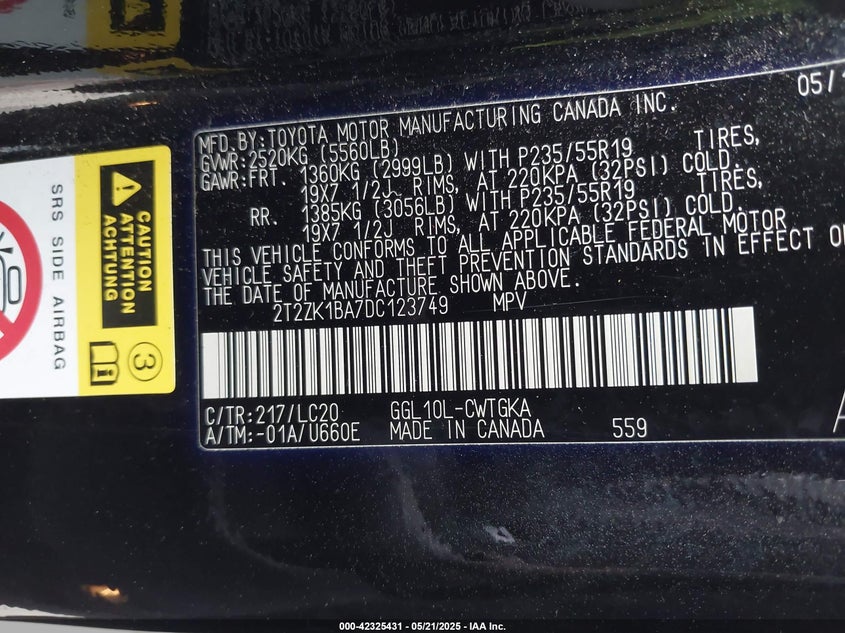 05/1
MFD.BY:TOYOTA MOTOR MANUFACTURING CANADA INC.
GVWR:2520KG (5560LB)
GAWR:FRT. 1360KG (2999LB) WITH P235/55R19 TIRES,
19X7 1/2J RIMS, AT 220KPA (32PSI) COLD.
RR. 1385KG (3056LB) WITH P235/55R19 TIRES,
19X7 1/2J RIMS, AT 220KPA (32PSI) COLD.
THIS VEHICLE CONFORMS TO ALL APPLICABLE FEDERAL MOTOR
VEHICLE SAFETY AND THEFT PREVENTION STANDARDS IN EFFECT O
THE DATE OF MANUFACTURE SHOWN ABOVE.
2T2ZK1BA7DC123749 MPV
C/TR:217/LC20 GGL10L-CWTGKA
A/TM:-01A/U660E MADE IN CANADA 559
A
CAUTION
ATTENTION
ACHTUNG
3
SRS SIDE AIRBAG
000-42325431 - 05/21/2025 - IAA Inc.